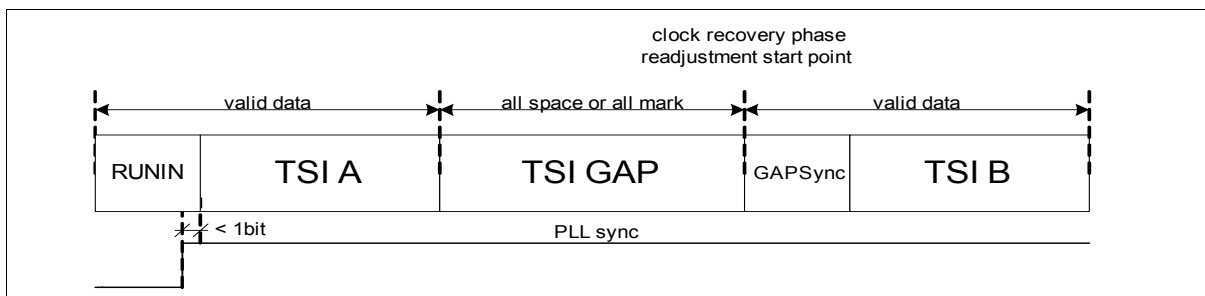 clock recovery phase
readjustment start point
valid data
all space or all mark
valid data
RUNIN
TSI A
TSI GAP
GAPSync
TSI B
< 1bit
PLL sync